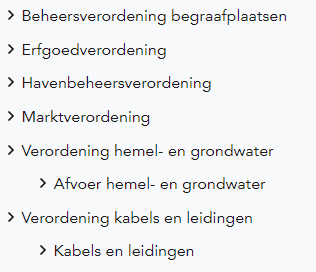 Beheersverordening begraafplaatsen
Erfgoedverordening
Havenbeheersverordening
Marktverordening
Verordening hemel- en grondwater
Afvoer hemel- en grondwater
Verordening kabels en leidingen
Kabels en leidingen